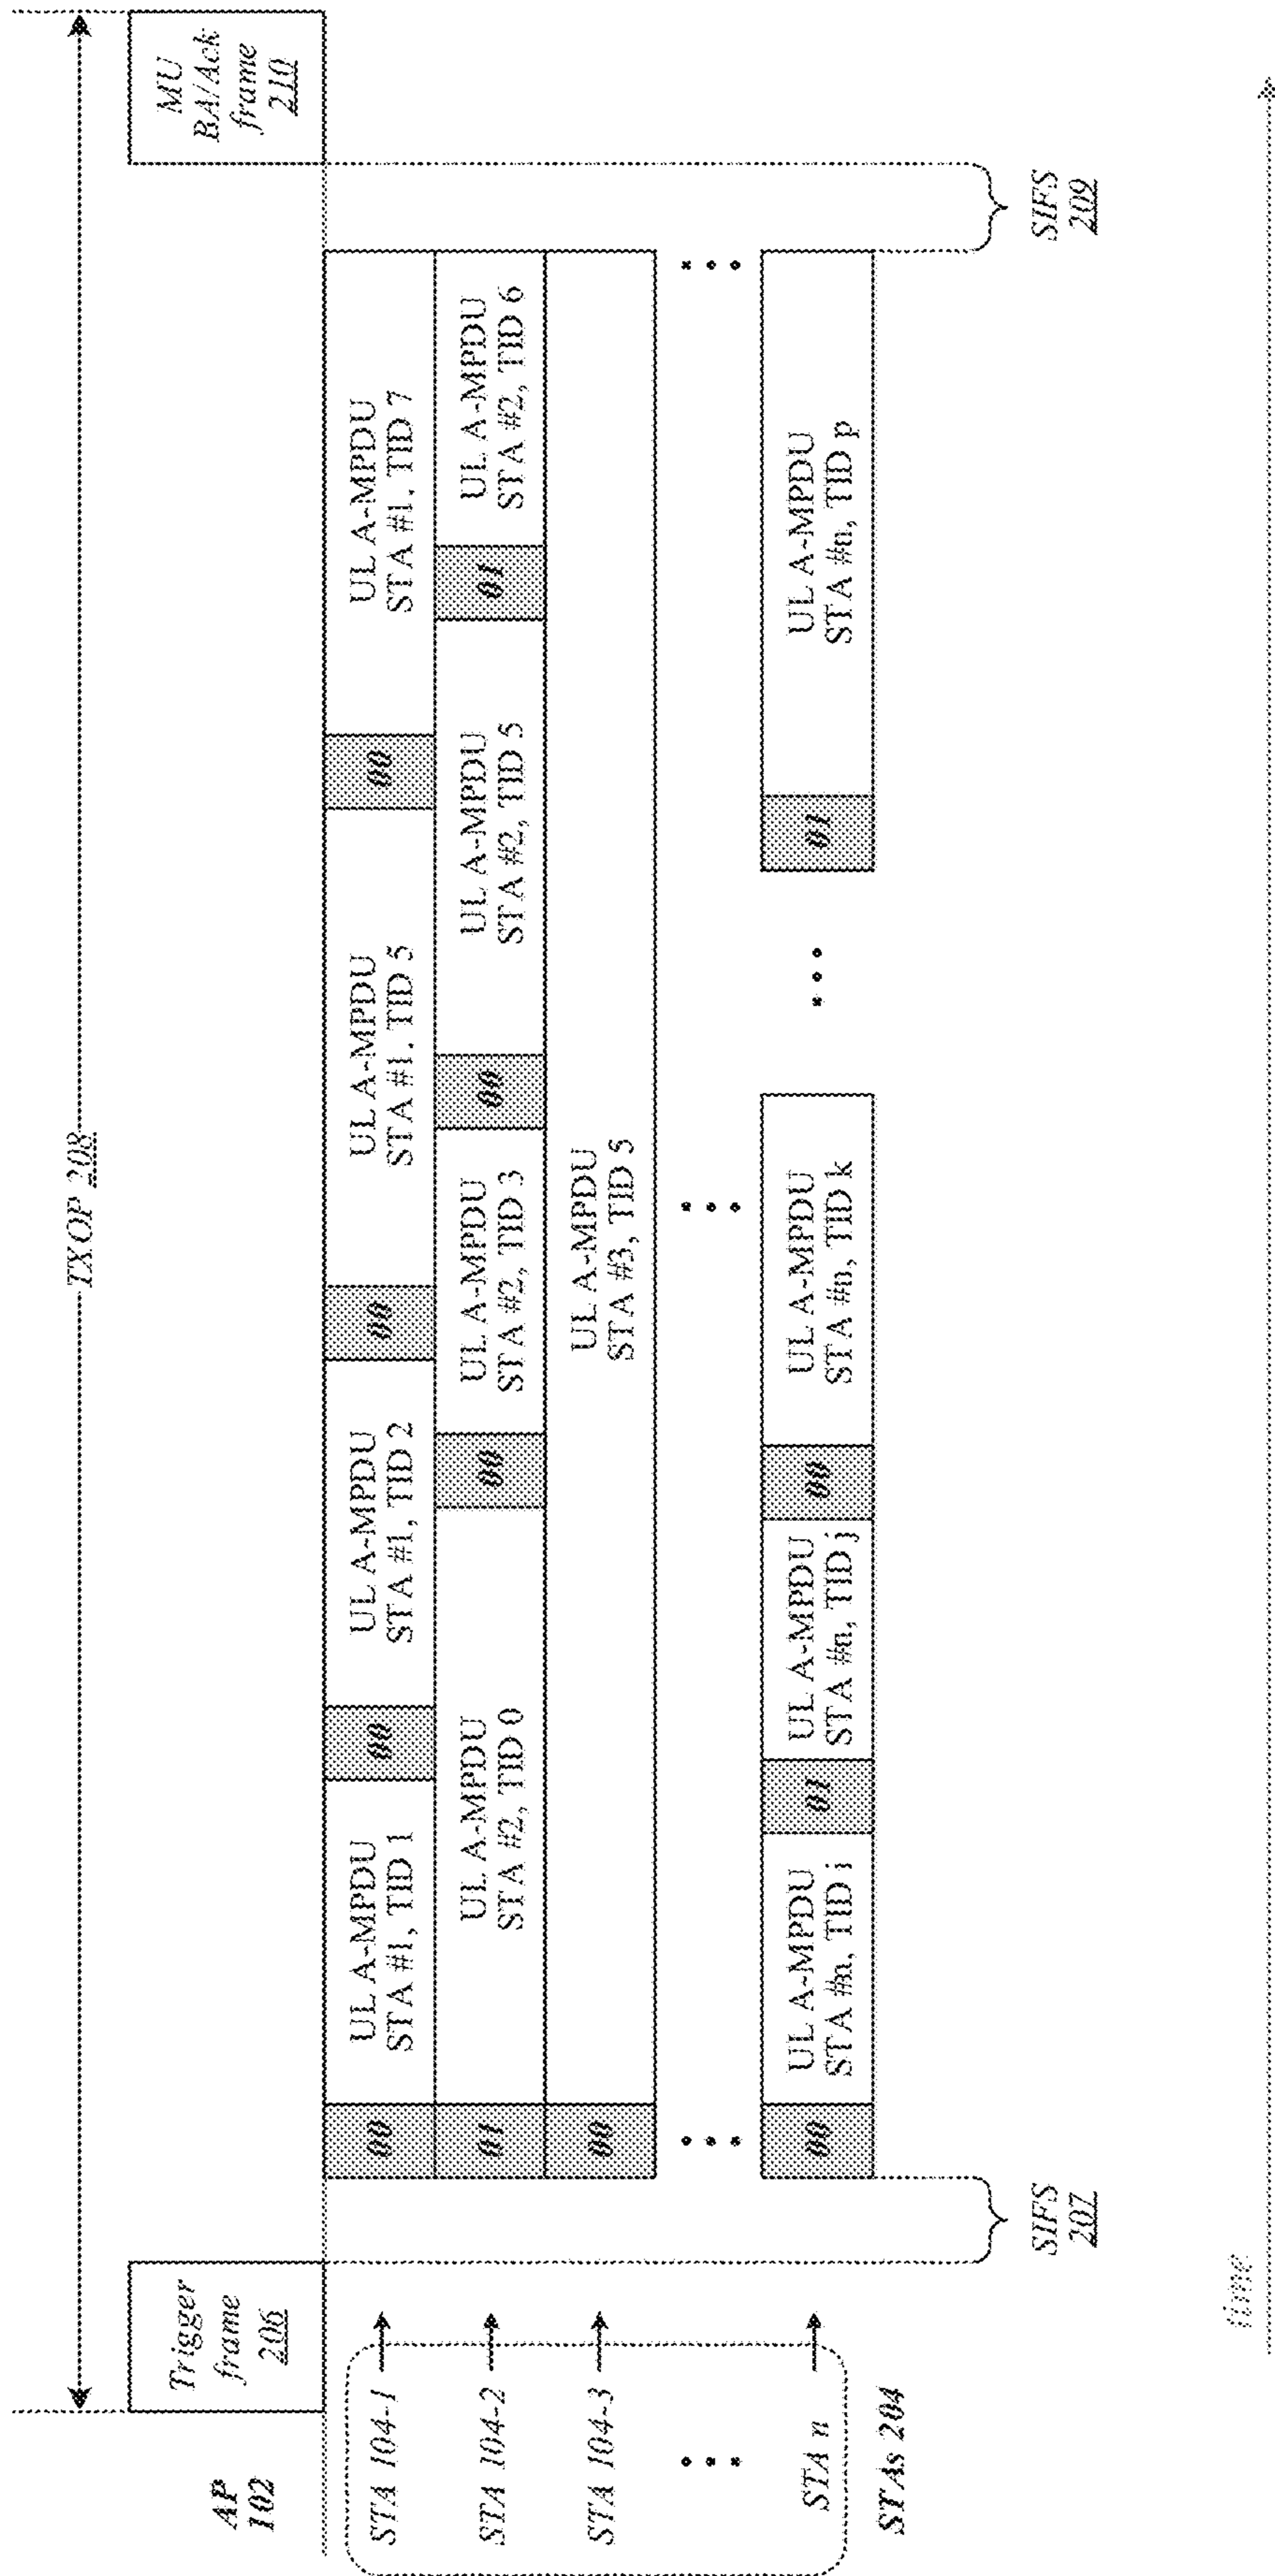 TXOP 208
AP
102
Trigger
frame
206
MU
BA/Ack
frame
210
STA 104-1
00
UL A-MPDU
STA #1, TID 1
00
UL A-MPDU
STA #1, TID 2
00
UL A-MPDU
STA #1, TID 5
00
UL A-MPDU
STA #1, TID 7
STA 104-2
01
UL A-MPDU
STA #2, TID 0
00
UL A-MPDU
STA #2, TID 3
00
UL A-MPDU
STA #2, TID 5
01
UL A-MPDU
STA #2, TID 6
STA 104-3
00
UL A-MPDU
STA #3, TID 5
STA n
00
UL A-MPDU
STA #n, TID i
01
UL A-MPDU
STA #n, TID j
00
UL A-MPDU
STA #n, TID k
01
UL A-MPDU
STA #n, TID p
STAs 204
SIFS
207
SIFS
209
time